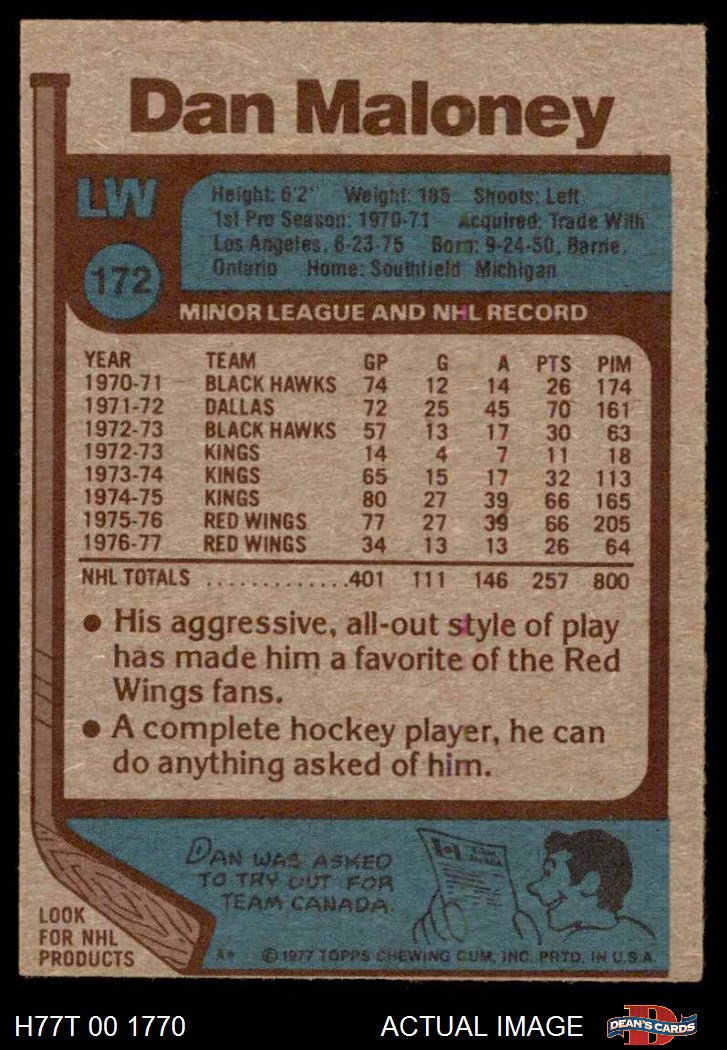 Dan Maloney
LW
Height: 6'2" Weight: 185 Shoots: Left
1st Pro Season: 1970-71 Acquired: Trade With
Los Angeles, 6-23-75 Born: 9-24-50, Barrie,
Ontario Home: Southfield Michigan
172
MINOR LEAGUE AND NHL RECORD
YEAR TEAM GP G A PTS PIM
1970-71 BLACK HAWKS 74 12 14 26 174
1971-72 DALLAS 72 25 45 70 161
1972-73 BLACK HAWKS 57 13 17 30 63
1972-73 KINGS 14 4 7 11 18
1973-74 KINGS 65 15 17 32 113
1974-75 KINGS 80 27 39 66 165
1975-76 RED WINGS 77 27 39 66 205
1976-77 RED WINGS 34 13 13 26 64
NHL TOTALS .............401 111 146 257 800
● His aggressive, all-out style of play
has made him a favorite of the Red
Wings fans.
● A complete hockey player, he can
do anything asked of him.
DAN WAS ASKED
TO TRY OUT FOR
TEAM CANADA.
LOOK
FOR NHL
PRODUCTS
A* ©1977 TOPPS CHEWING GUM, INC. PRTD. IN U.S.A.
H77T 00 1770 ACTUAL IMAGE DEAN'S CARDS